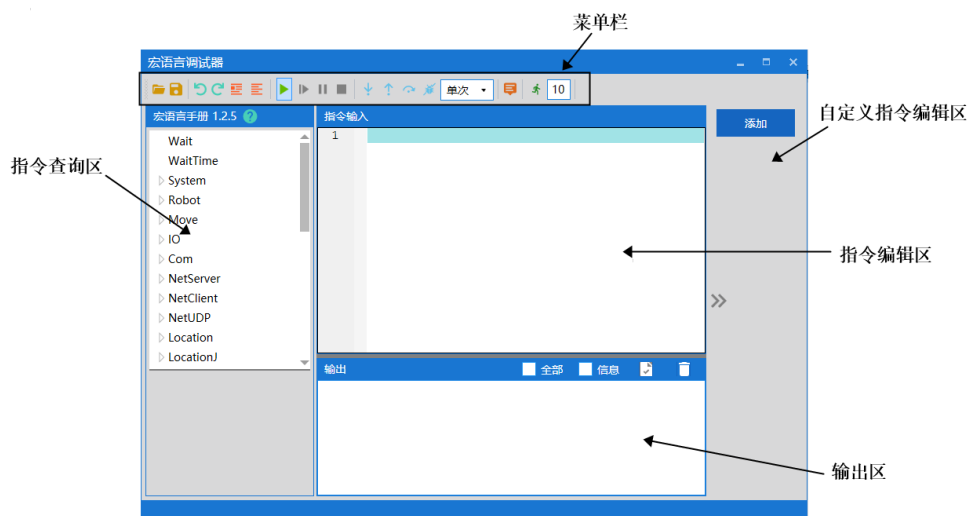 菜单栏
宏语言调试器
单次
10
宏语言手册 1.2.5 ?
指令输入
添加
自定义指令编辑区
1
Wait
WaitTime
System
Robot
Move
IO
Com
NetServer
NetClient
NetUDP
Location
LocationJ
指令查询区
指令编辑区
输出
全部
信息
输出区